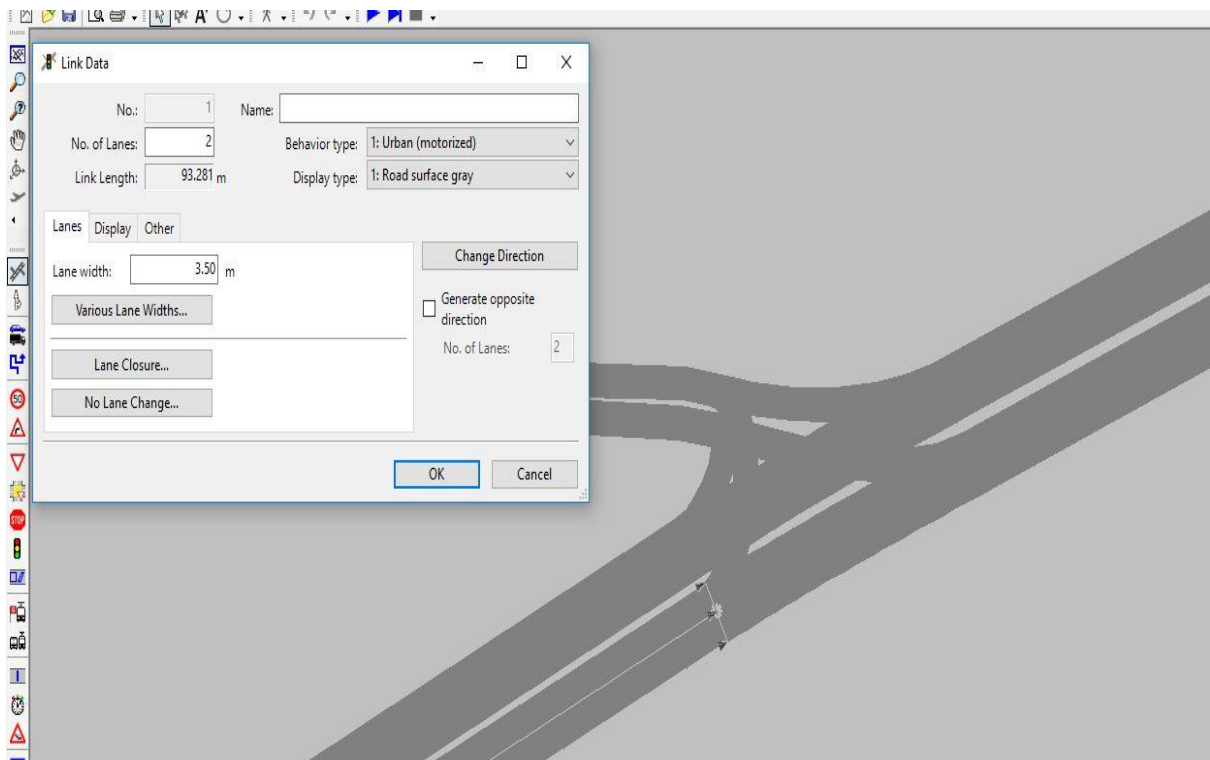 Link Data
No.: 1 Name:
No. of Lanes: 2 Behavior type: 1: Urban (motorized)
Link Length: 93.281 m Display type: 1: Road surface gray
Lanes Display Other
Lane width: 3.50 m
Various Lane Widths...
Lane Closure...
No Lane Change...
Change Direction
Generate opposite
direction
No. of Lanes: 2
OK Cancel
50
STOP